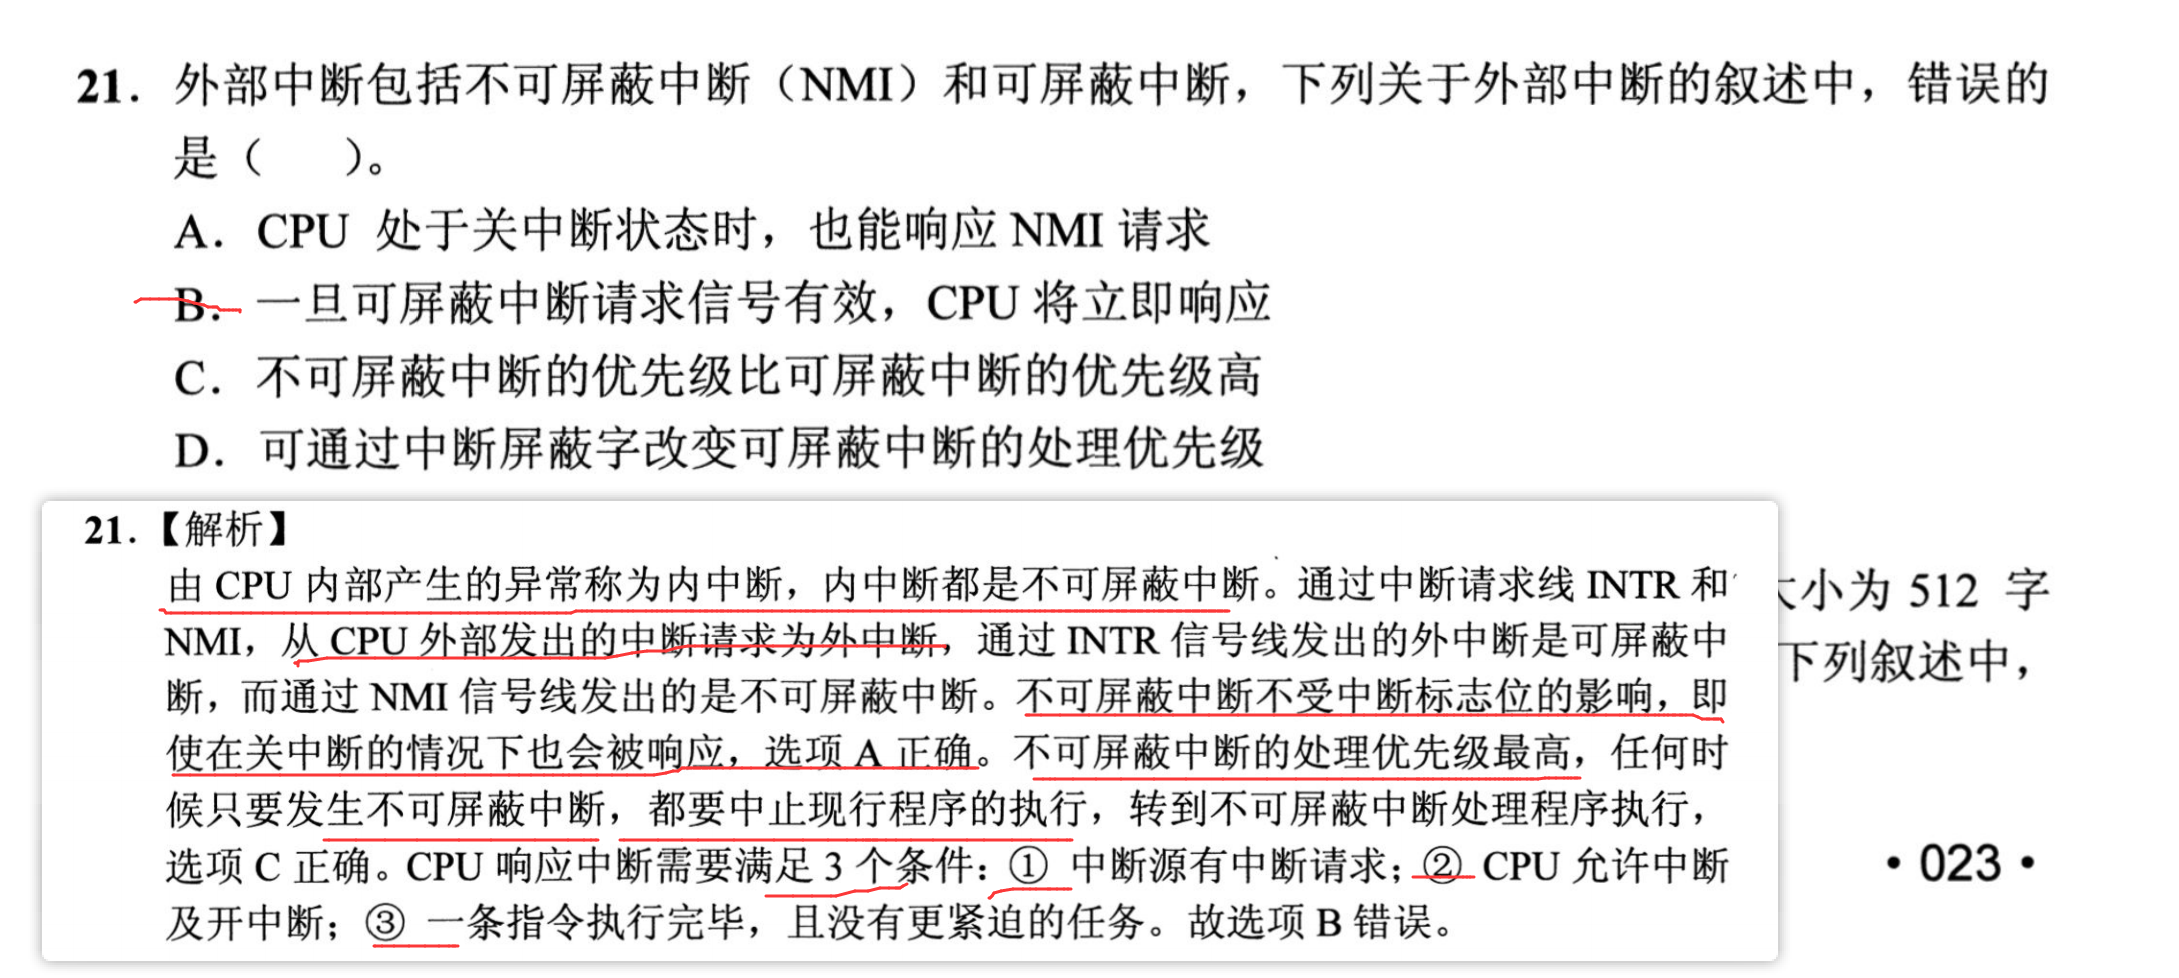 21. 外部中断包括不可屏蔽中断（NMI）和可屏蔽中断，下列关于外部中断的叙述中，错误的
是（　　）。
A. CPU 处于关中断状态时，也能响应 NMI 请求
B. 一旦可屏蔽中断请求信号有效，CPU 将立即响应
C. 不可屏蔽中断的优先级比可屏蔽中断的优先级高
D. 可通过中断屏蔽字改变可屏蔽中断的处理优先级
21.【解析】
由 CPU 内部产生的异常称为内中断，内中断都是不可屏蔽中断。通过中断请求线 INTR 和
NMI，从 CPU 外部发出的中断请求为外中断，通过 INTR 信号线发出的外中断是可屏蔽中
断，而通过 NMI 信号线发出的是不可屏蔽中断。不可屏蔽中断不受中断标志位的影响，即
使在关中断的情况下也会被响应，选项 A 正确。不可屏蔽中断的处理优先级最高，任何时
候只要发生不可屏蔽中断，都要中止现行程序的执行，转到不可屏蔽中断处理程序执行，
选项 C 正确。CPU 响应中断需要满足 3 个条件：① 中断源有中断请求；② CPU 允许中断
及开中断；③ 一条指令执行完毕，且没有更紧迫的任务。故选项 B 错误。
小为 512 字
下列叙述中，
• 023 •